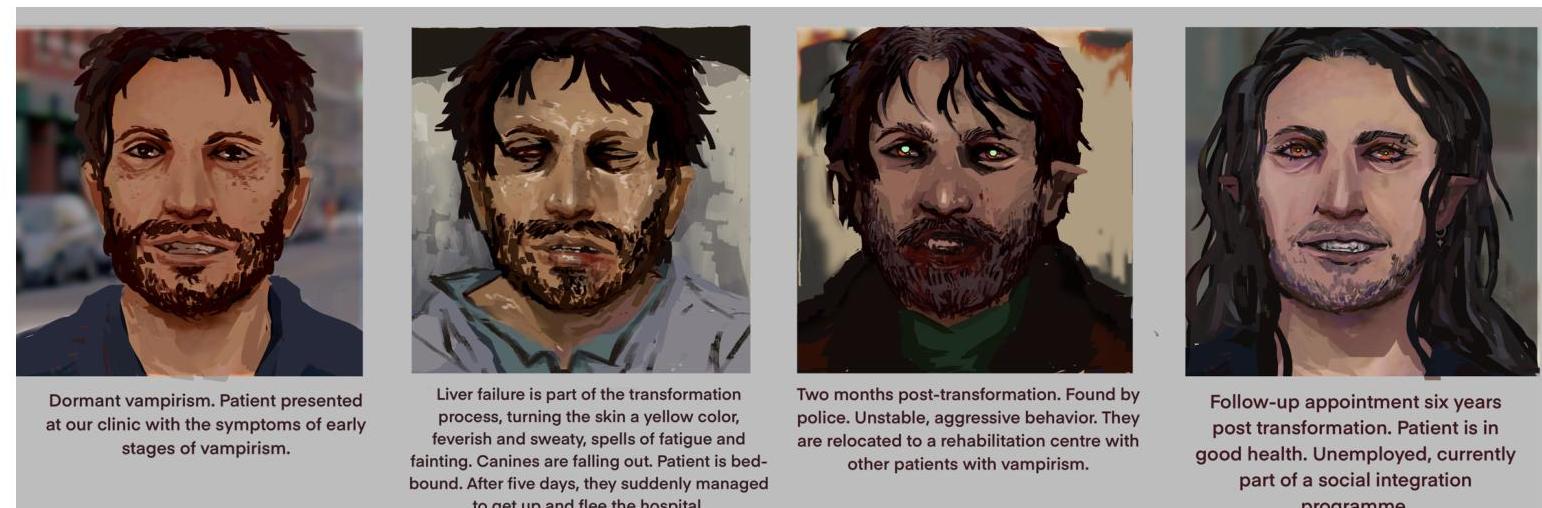 Dormant vampirism. Patient presented
at our clinic with the symptoms of early
stages of vampirism.
Liver failure is part of the transformation
process, turning the skin a yellow color,
feverish and sweaty, spells of fatigue and
fainting. Canines are falling out. Patient is bed-
bound. After five days, they suddenly managed
to get up and flee the hospital
Two months post-transformation. Found by
police. Unstable, aggressive behavior. They
are relocated to a rehabilitation centre with
other patients with vampirism.
Follow-up appointment six years
post transformation. Patient is in
good health. Unemployed, currently
part of a social integration
programme